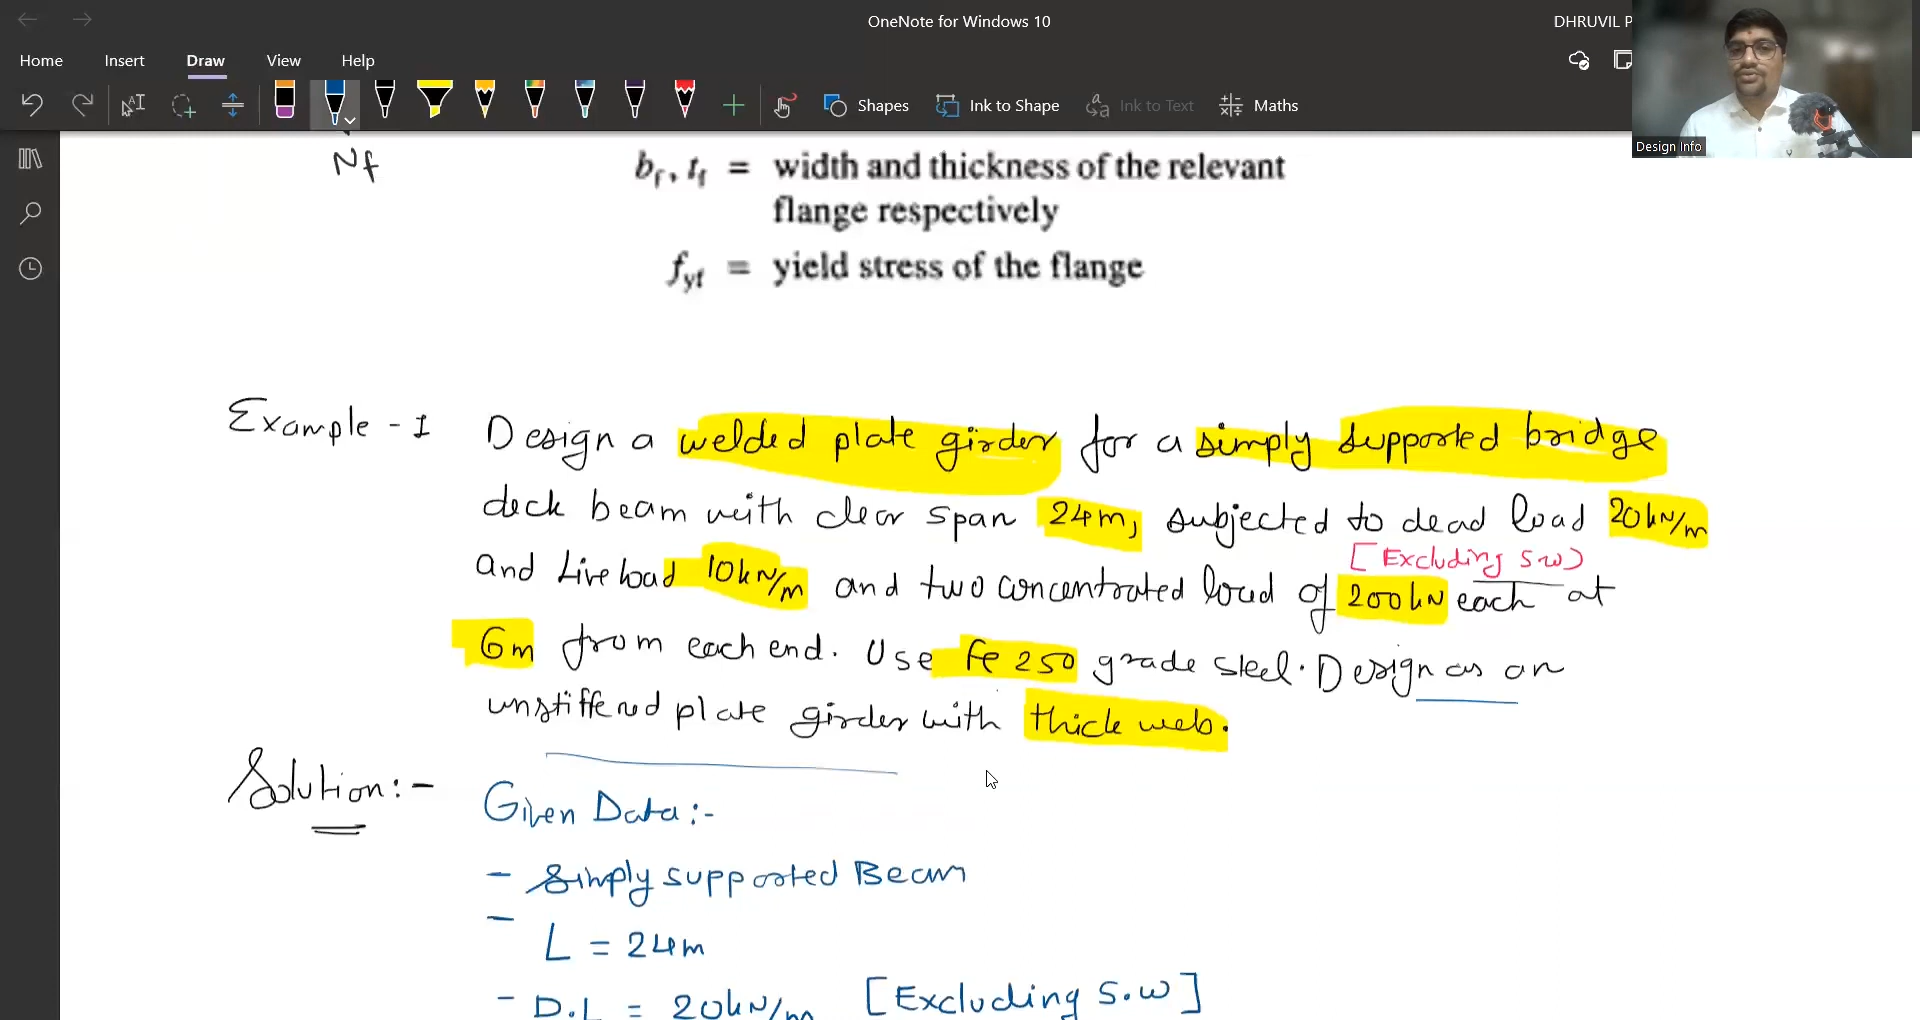 OneNote for Windows 10
DHRUVIL P
Home Insert Draw View Help
Shapes Ink to Shape Ink to Text Maths
Design Info
Nf
bf, tf = width and thickness of the relevant
flange respectively
fyf = yield stress of the flange
Example - 1 Design a welded plate girder for a simply supported bridge
deck beam with clear span 24m, subjected to dead load 20kN/m
[Excluding S.W)
and Live load 10kN/m and two concentrated load of 200kN each at
6m from each end. Use fe 250 grade steel. Design as an
unstiffened plate girder with thick web.
Solution:-
Given Data:-
- Simply supported Beam
- L = 24m
- D.L = 20kN/m [Excluding S.W]